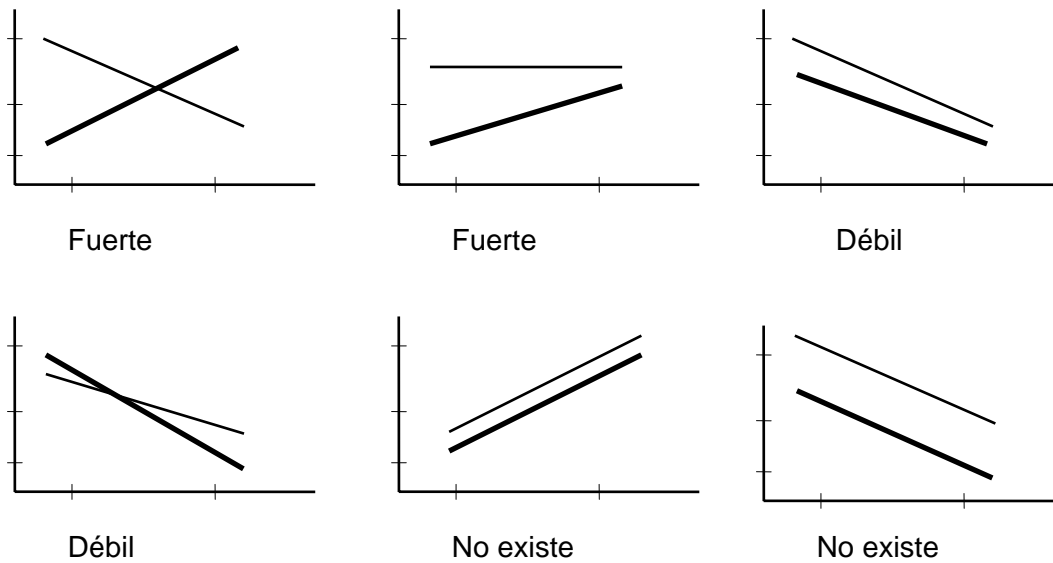 Fuerte
Fuerte
Débil
Débil
No existe
No existe